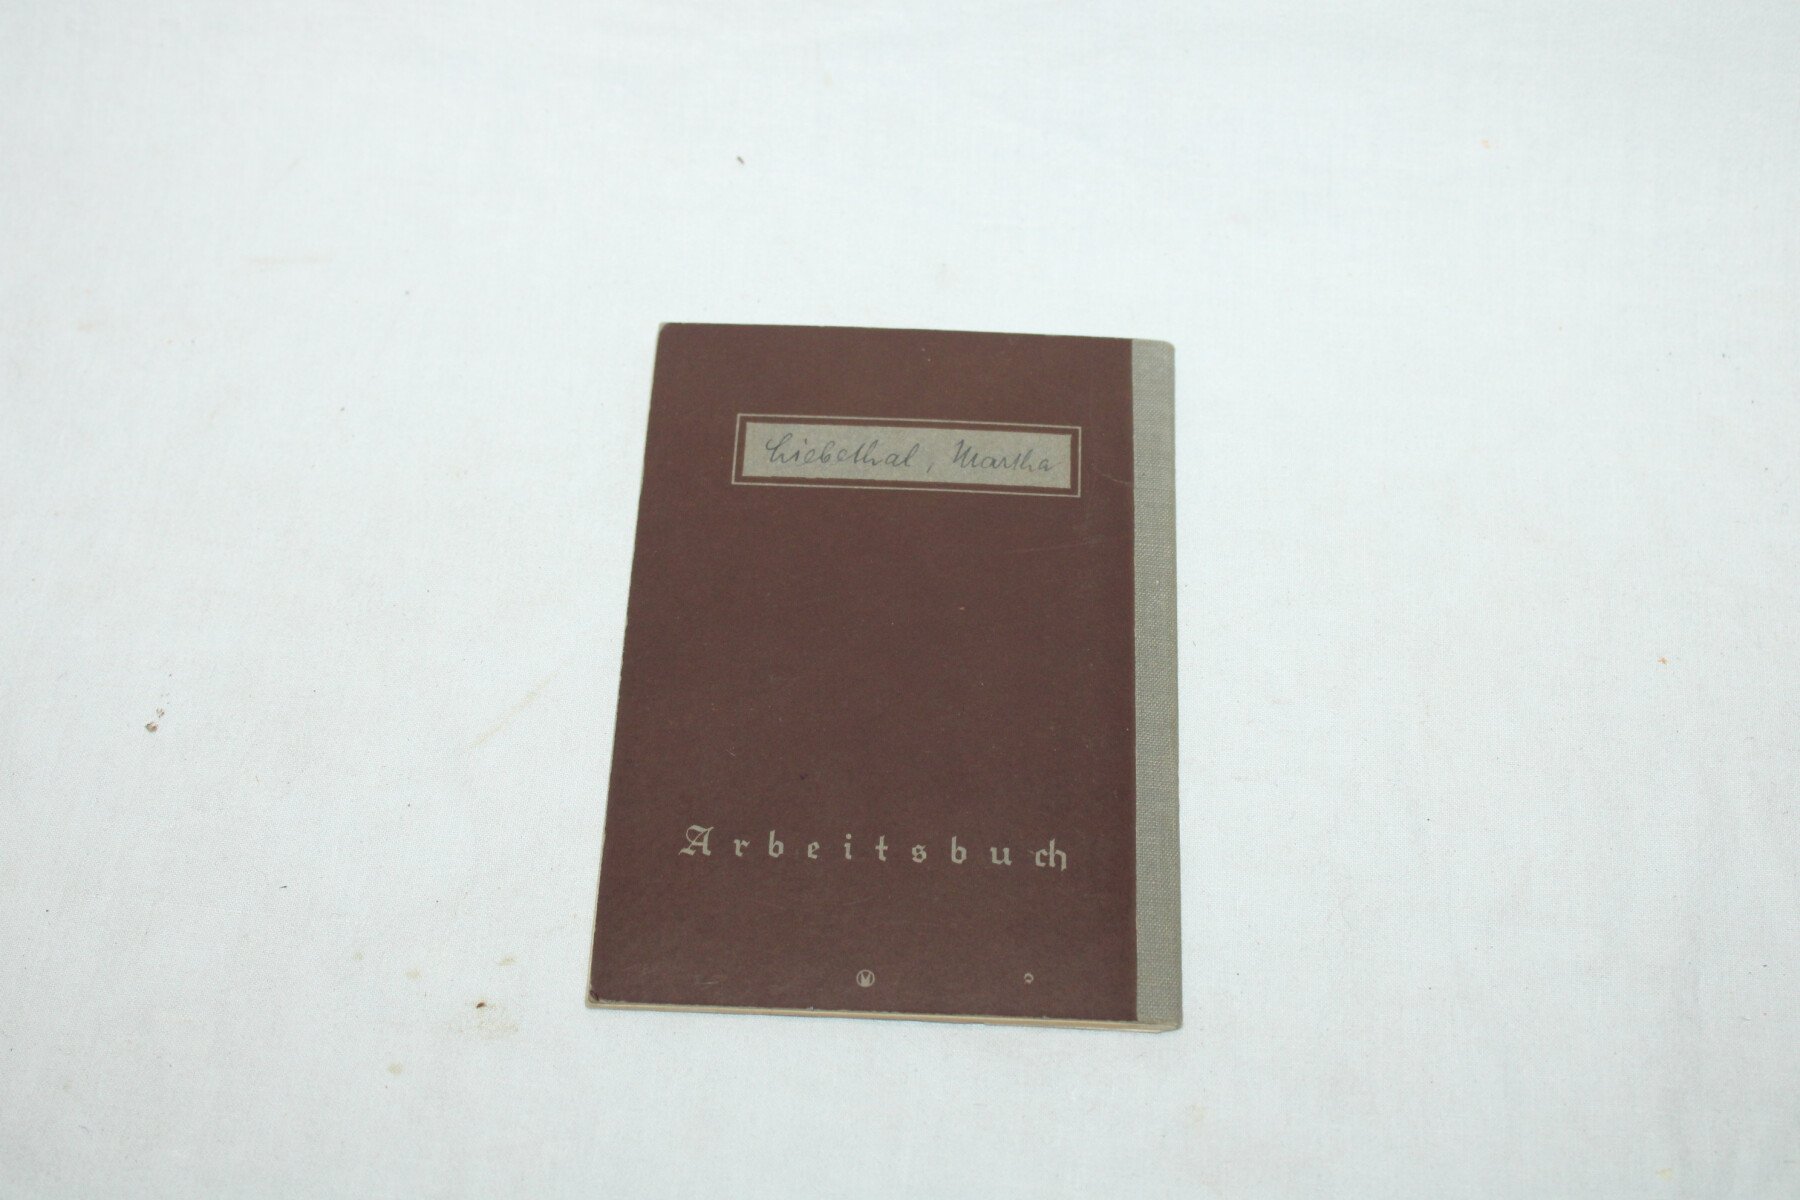 Liebethal, Martha
Arbeitsbuch